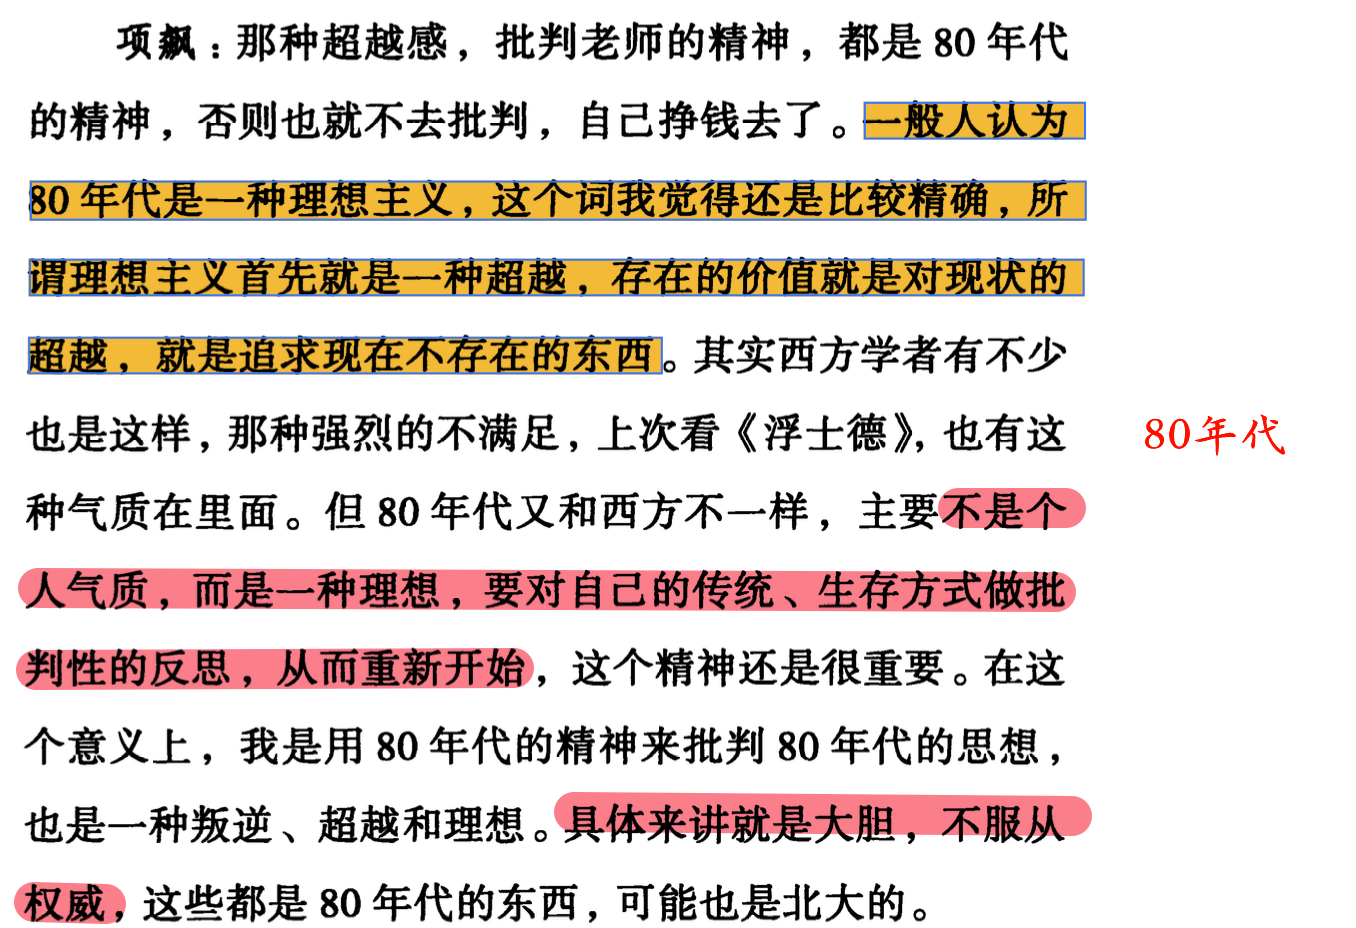 项飙：那种超越感，批判老师的精神，都是 80 年代
的精神，否则也就不去批判，自己挣钱去了。一般人认为
80 年代是一种理想主义，这个词我觉得还是比较精确，所
谓理想主义首先就是一种超越，存在的价值就是对现状的
超越，就是追求现在不存在的东西。其实西方学者有不少
也是这样，那种强烈的不满足，上次看《浮士德》，也有这
种气质在里面。但 80 年代又和西方不一样，主要不是个
人气质，而是一种理想，要对自己的传统、生存方式做批
判性的反思，从而重新开始，这个精神还是很重要。在这
个意义上，我是用 80 年代的精神来批判 80 年代的思想，
也是一种叛逆、超越和理想。具体来讲就是大胆，不服从
权威，这些都是 80 年代的东西，可能也是北大的。
80年代